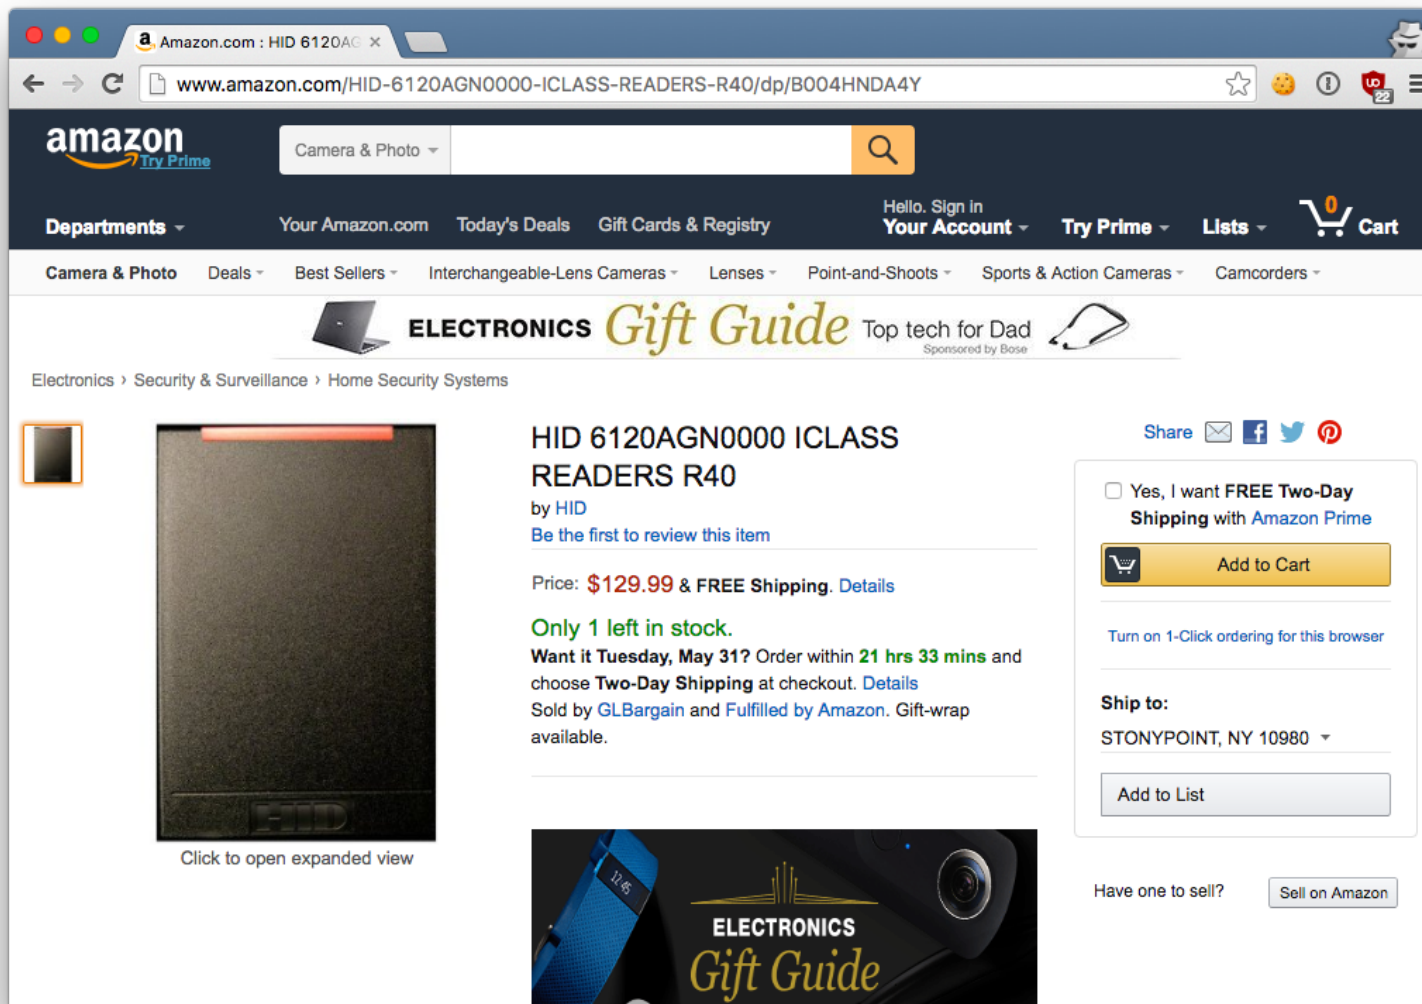 Amazon.com : HID 6120AG
www.amazon.com/HID-6120AGN0000-ICLASS-READERS-R40/dp/B004HNDA4Y
22
amazon
Try Prime
Camera & Photo
Departments
Your Amazon.com
Today's Deals
Gift Cards & Registry
Hello. Sign in
Your Account
Try Prime
Lists
0
Cart
Camera & Photo
Deals
Best Sellers
Interchangeable-Lens Cameras
Lenses
Point-and-Shoots
Sports & Action Cameras
Camcorders
ELECTRONICS Gift Guide Top tech for Dad
Sponsored by Bose
Electronics › Security & Surveillance › Home Security Systems
HID
Click to open expanded view
HID 6120AGN0000 ICLASS
READERS R40
by HID
Be the first to review this item
Price: $129.99 & FREE Shipping. Details
Only 1 left in stock.
Want it Tuesday, May 31? Order within 21 hrs 33 mins and
choose Two-Day Shipping at checkout. Details
Sold by GLBargain and Fulfilled by Amazon. Gift-wrap
available.
12:45
ELECTRONICS
Gift Guide
Share
Yes, I want FREE Two-Day
Shipping with Amazon Prime
Add to Cart
Turn on 1-Click ordering for this browser
Ship to:
STONYPOINT, NY 10980
Add to List
Have one to sell?
Sell on Amazon